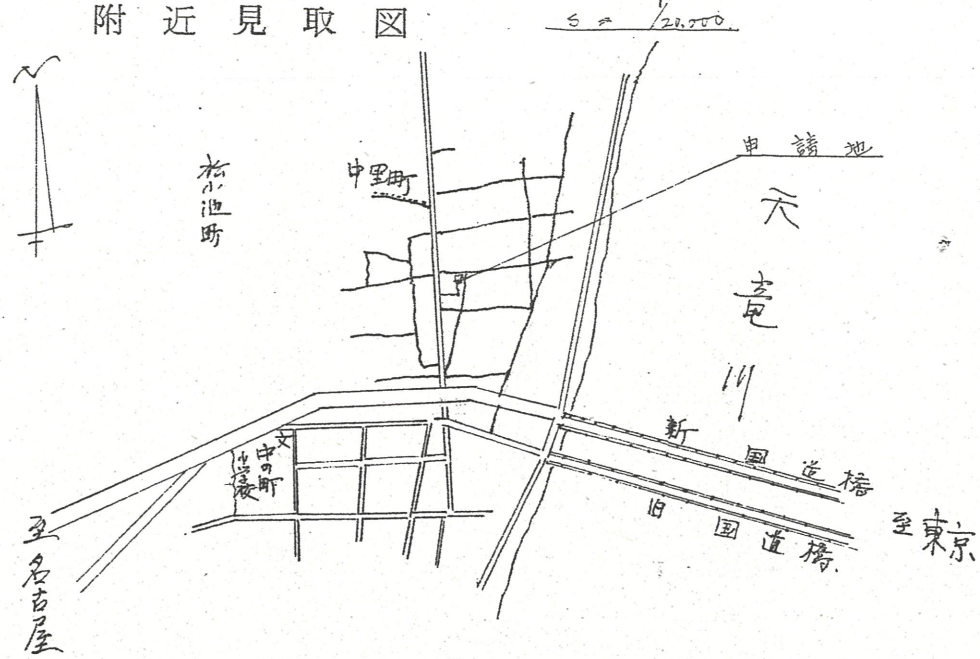 附近見取図
S = 1/20,000
N
松小池町
中里町
申請地
天竜川
新国道橋
旧国道橋
至東京
文
中の町小学校
至名古屋